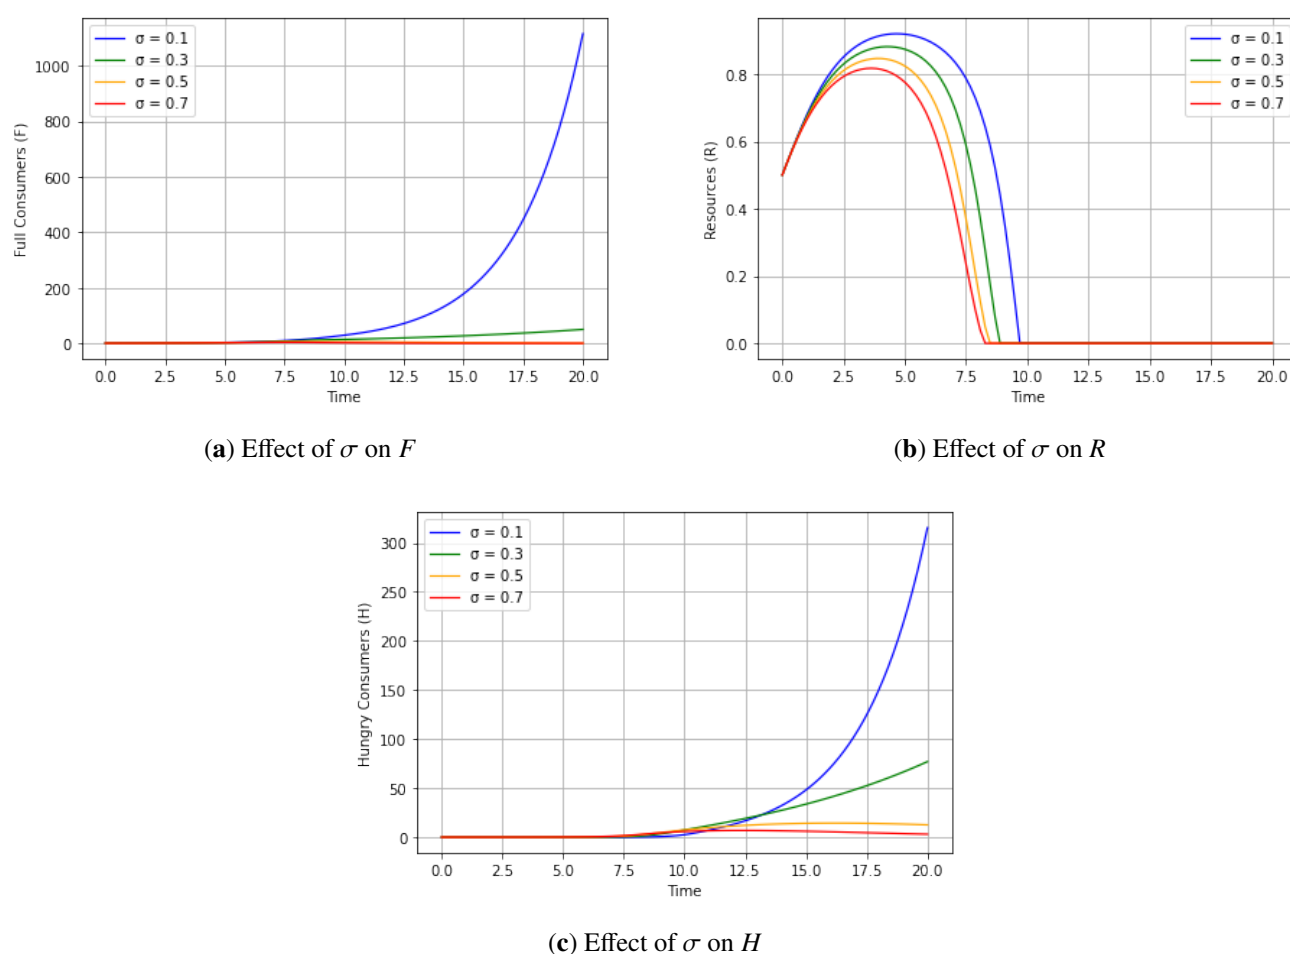 σ = 0.1
σ = 0.3
σ = 0.5
σ = 0.7
Full Consumers (F)
1000
800
600
400
200
0
0.0 2.5 5.0 7.5 10.0 12.5 15.0 17.5 20.0
Time
(a) Effect of σ on F
σ = 0.1
σ = 0.3
σ = 0.5
σ = 0.7
Resources (R)
0.8
0.6
0.4
0.2
0.0
0.0 2.5 5.0 7.5 10.0 12.5 15.0 17.5 20.0
Time
(b) Effect of σ on R
σ = 0.1
σ = 0.3
σ = 0.5
σ = 0.7
Hungry Consumers (H)
300
250
200
150
100
50
0
0.0 2.5 5.0 7.5 10.0 12.5 15.0 17.5 20.0
Time
(c) Effect of σ on H